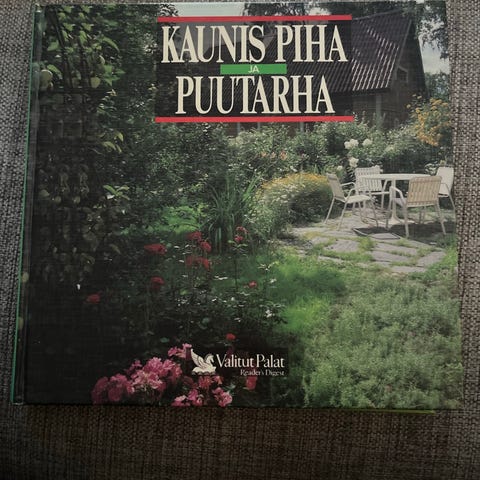 KAUNIS PIHA
JA
PUUTARHA
Valitut Palat
Reader's Digest